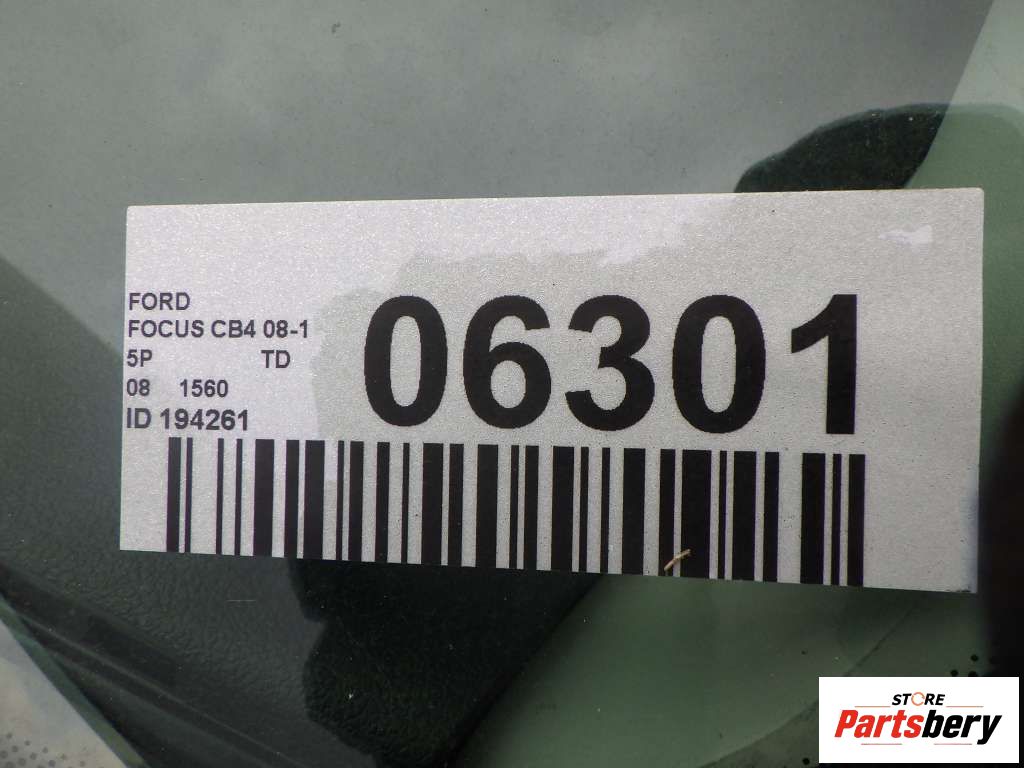 FORD
FOCUS CB4 08-1
5P TD
08 1560
ID 194261
06301
STORE
Partsbery